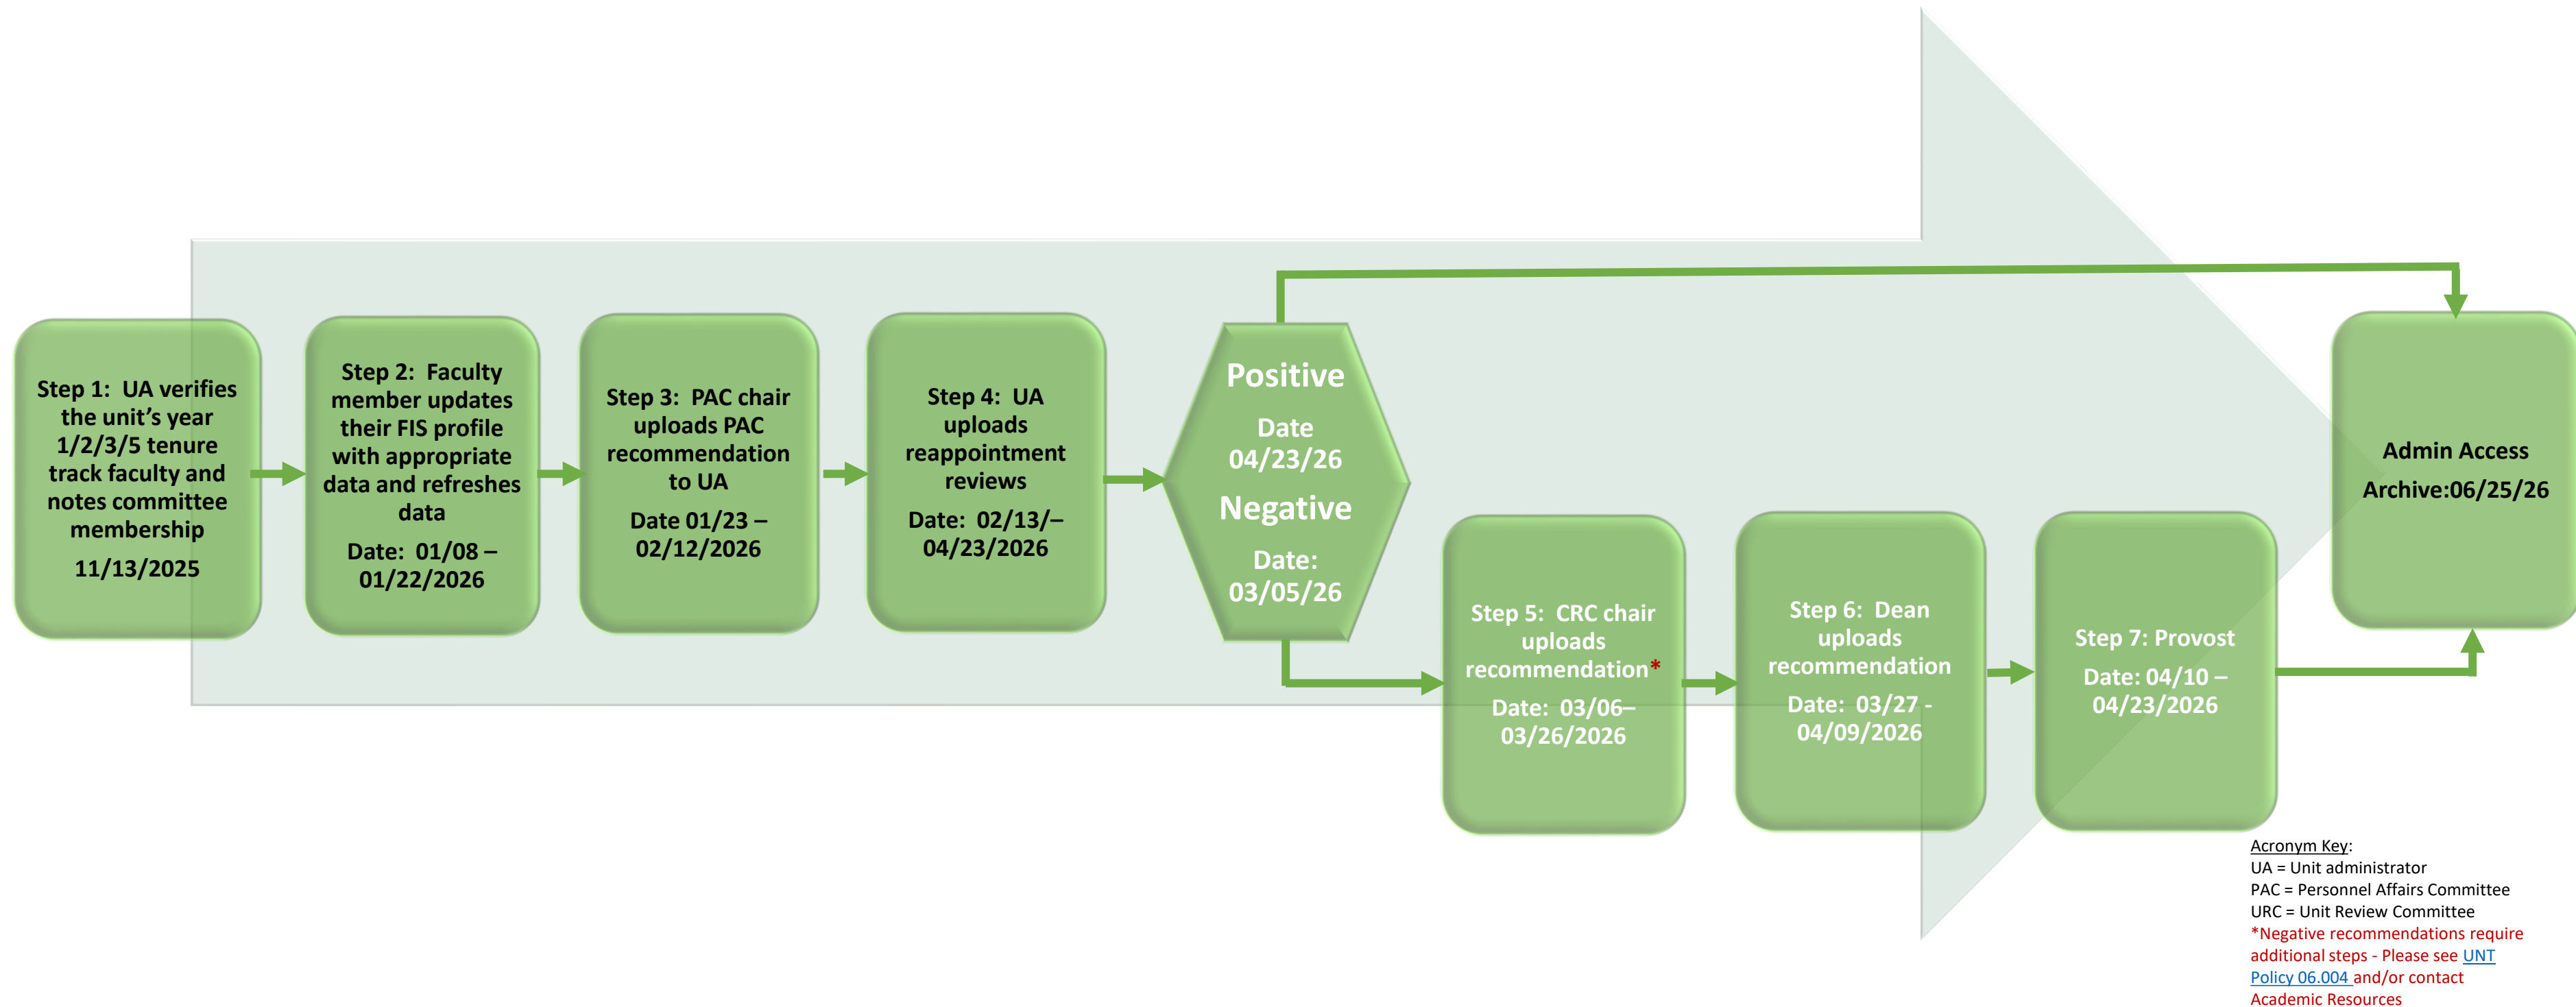 Step 1:  UA verifies
the unit’s year
1/2/3/5 tenure
track faculty and
notes committee
membership
11/13/2025
Step 2:  Faculty
member updates
their FIS profile
with appropriate
data and refreshes
data
Date:  01/08 –
01/22/2026
Step 3:  PAC chair
uploads PAC
recommendation
to UA
Date 01/23 –
02/12/2026
Step 4:  UA
uploads
reappointment
reviews
Date:  02/13/–
04/23/2026
Positive
Date
04/23/26
Negative
Date:
03/05/26
Step 5:  CRC chair
uploads
recommendation*
Date:  03/06–
03/26/2026
Step 6:  Dean
uploads
recommendation
Date:  03/27 -
04/09/2026
Step 7: Provost
Date: 04/10 –
04/23/2026
Admin Access
Archive:06/25/26
Acronym Key:
UA = Unit administrator
PAC = Personnel Affairs Committee
URC = Unit Review Committee
*Negative recommendations require
additional steps - Please see UNT
Policy 06.004 and/or contact
Academic Resources